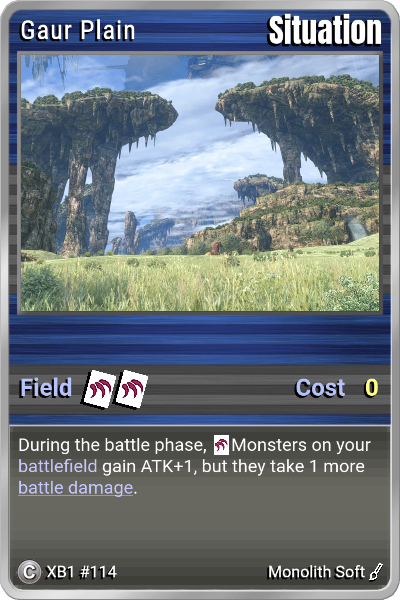 Gaur Plain
Situation
Field
Cost 0
During the battle phase, Monsters on your
battlefield gain ATK+1, but they take 1 more
battle damage.
C XB1 #114
Monolith Soft